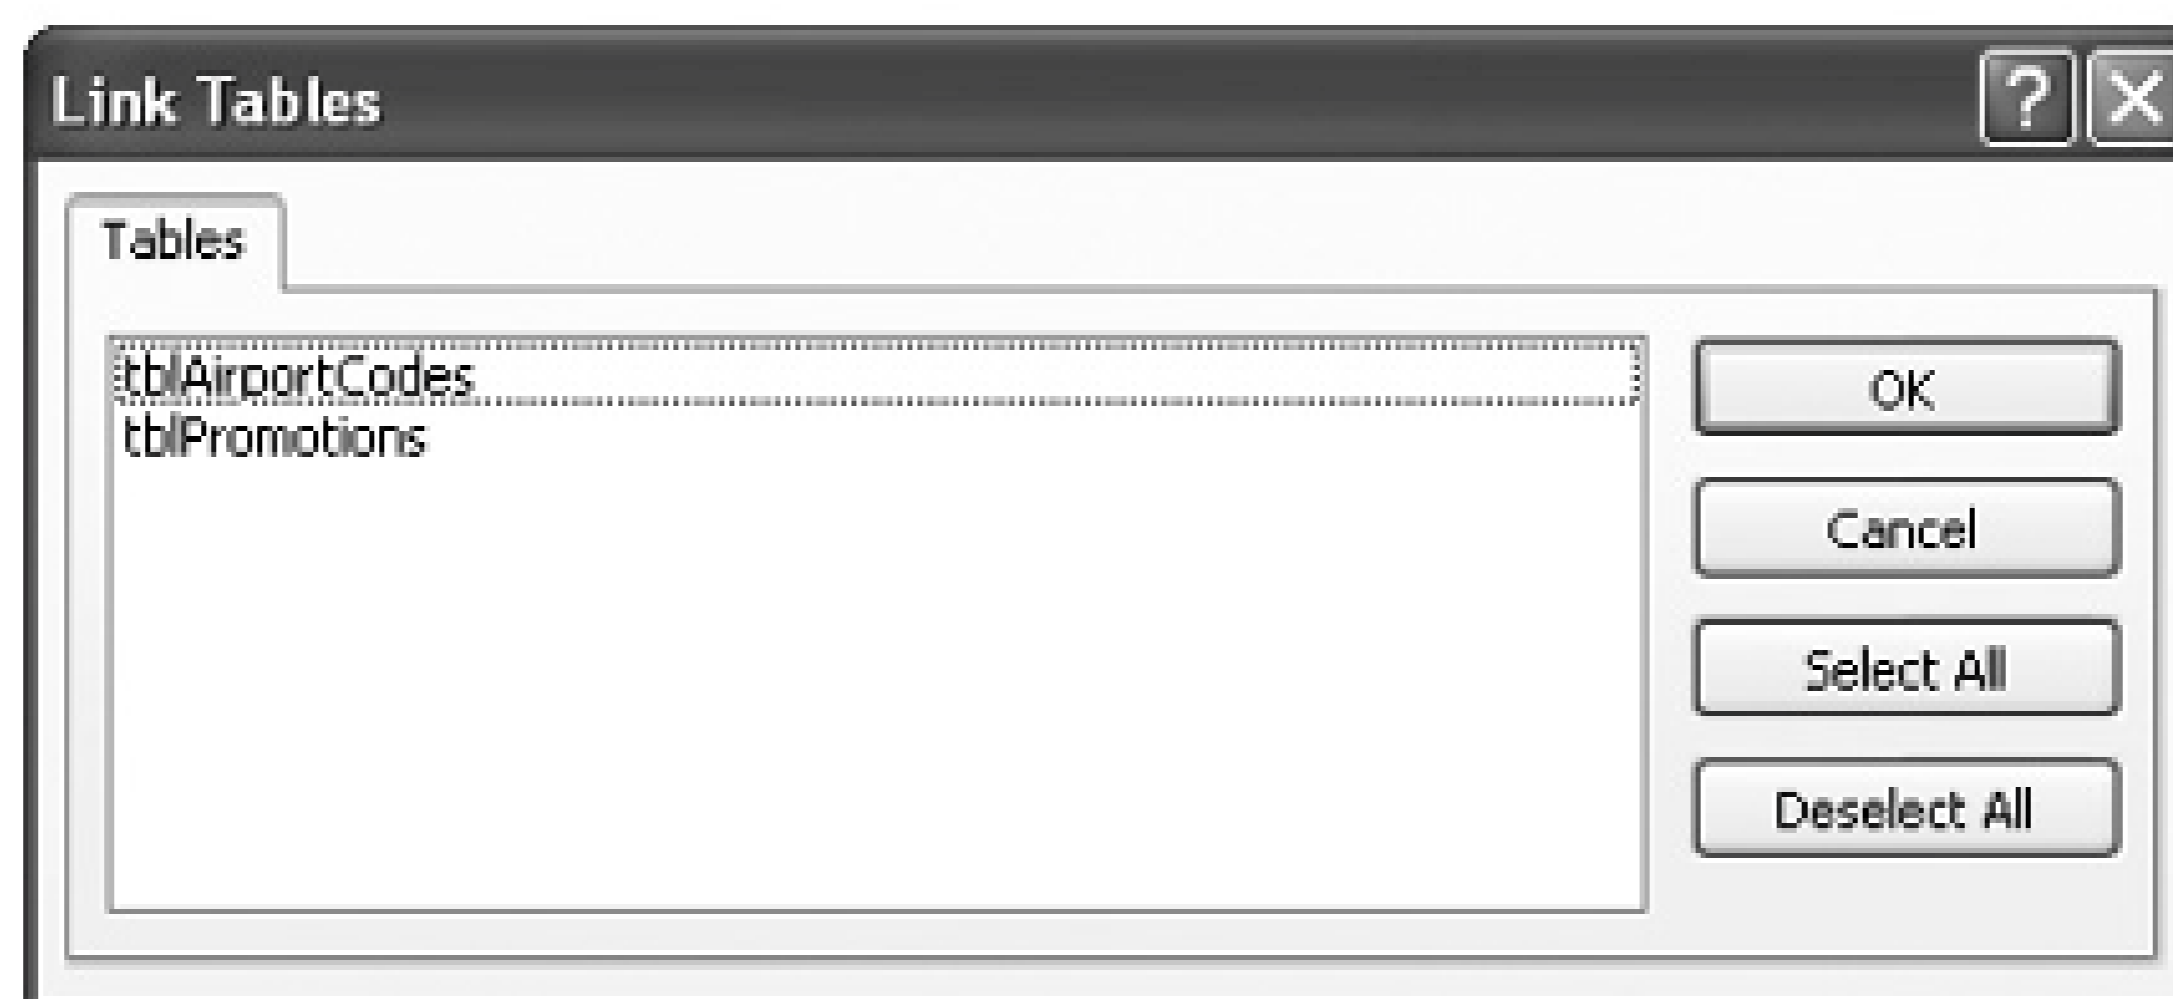 Link Tables
Tables
tblAirportCodes
tblPromotions
OK
Cancel
Select All
Deselect All